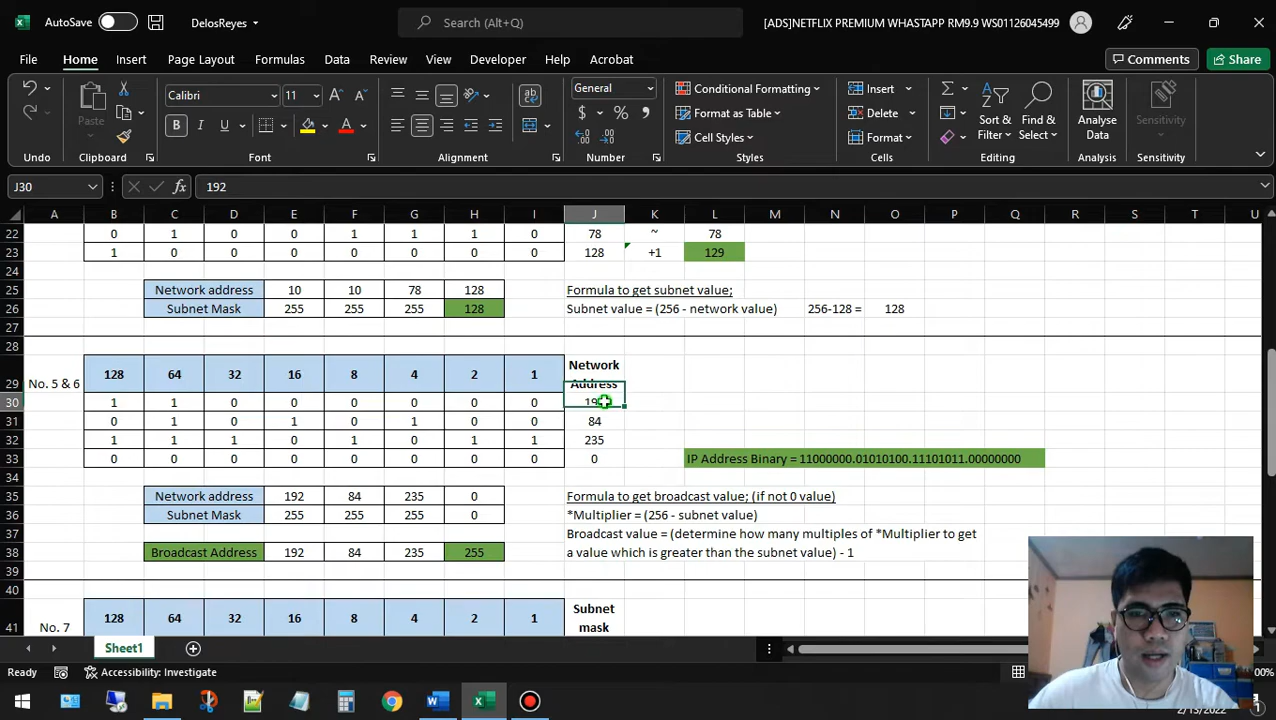 AutoSave Off DelosReyes Search (Alt+Q) [ADS]NETFLIX PREMIUM WHASTAPP RM9.9 WS01126045499
File Home Insert Page Layout Formulas Data Review View Developer Help Acrobat Comments Share
Calibri 11 General Conditional Formatting Insert
Paste Format as Table Delete Sort & Filter Find & Select Analyse Data Sensitivity
B I U A $ % , Cell Styles Format
Undo Clipboard Font Alignment Number Styles Cells Editing Analysis Sensitivity
J30 fx 192
A B C D E F G H I J K L M N O P Q R S T U
22 0 1 0 0 1 1 1 0 78 ~ 78
23 1 0 0 0 0 0 0 0 128 +1 129
24
25 Network address 10 10 78 128 Formula to get subnet value;
26 Subnet Mask 255 255 255 128 Subnet value = (256 - network value) 256-128 = 128
27
28
29 No. 5 & 6 128 64 32 16 8 4 2 1 Network Address
30 1 1 0 0 0 0 0 0
31 0 1 0 1 0 1 0 0 84
32 1 1 1 0 1 0 1 1 235
33 0 0 0 0 0 0 0 0 0 IP Address Binary = 11000000.01010100.11101011.00000000
34
35 Network address 192 84 235 0 Formula to get broadcast value; (if not 0 value)
36 Subnet Mask 255 255 255 0 *Multiplier = (256 - subnet value)
37 Broadcast value = (determine how many multiples of *Multiplier to get
38 Broadcast Address 192 84 235 255 a value which is greater than the subnet value) - 1
39
40
41 No. 7 128 64 32 16 8 4 2 1 Subnet mask
Sheet1
Ready Accessibility: Investigate 00%
2/13/2022 1